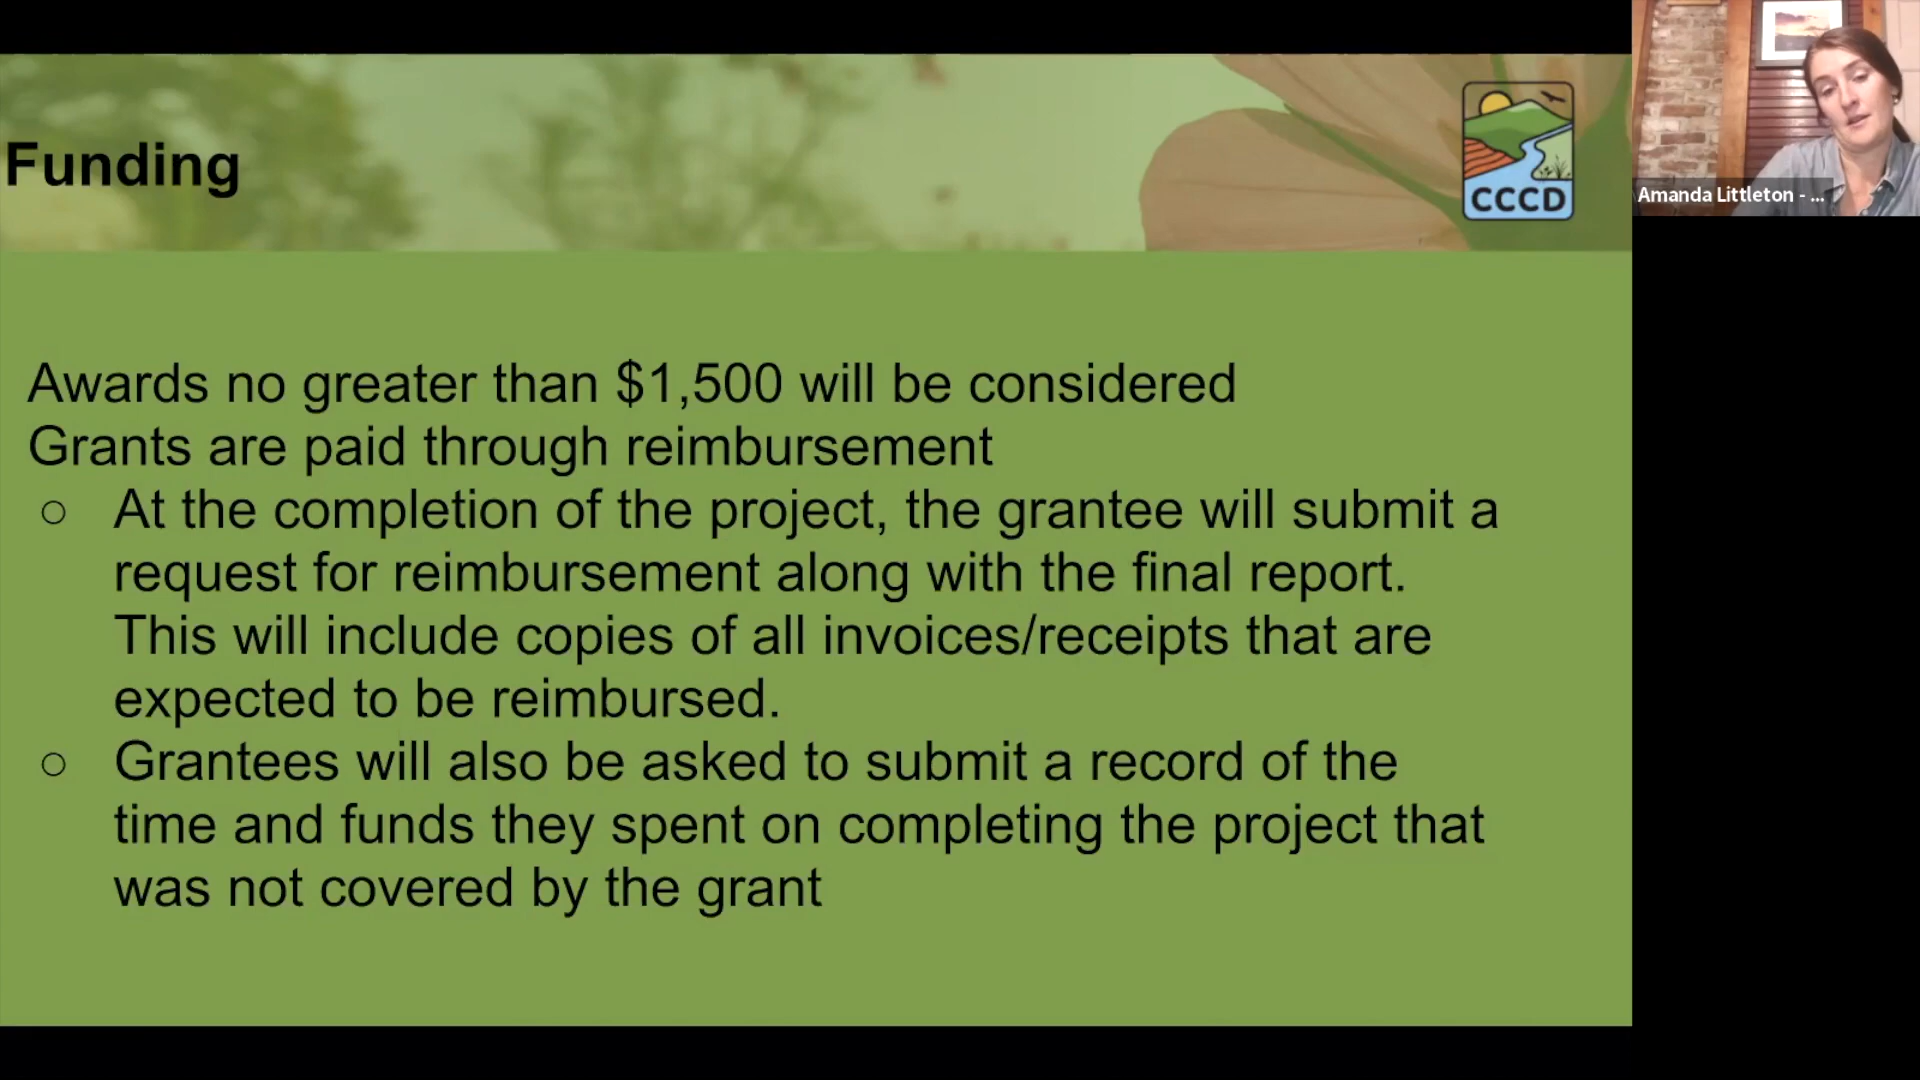 Funding
CCCD
Amanda Littleton - ...
Awards no greater than $1,500 will be considered
Grants are paid through reimbursement
○ At the completion of the project, the grantee will submit a
request for reimbursement along with the final report.
This will include copies of all invoices/receipts that are
expected to be reimbursed.
○ Grantees will also be asked to submit a record of the
time and funds they spent on completing the project that
was not covered by the grant